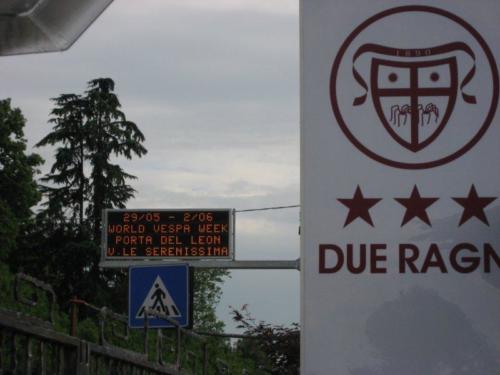 29/05 - 2/06
WORLD VESPA WEEK
PORTA DEL LEON
V.LE SERENISSIMA
1890
DUE RAGN